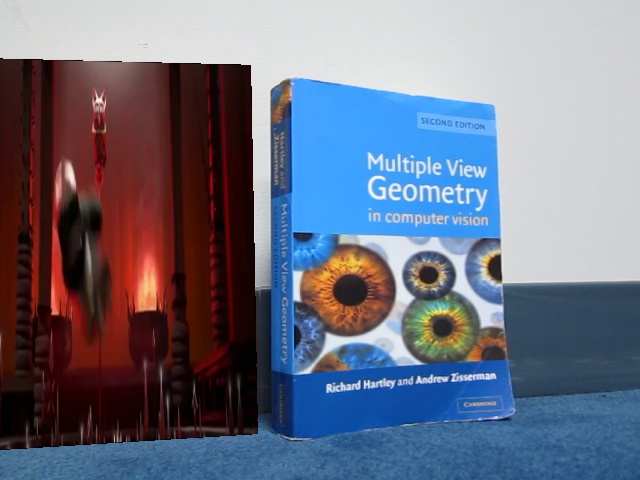 SECOND EDITION
Multiple View
Geometry
in computer vision
Richard Hartley and Andrew Zisserman
CAMBRIDGE
Hartley and
Zisserman
Multiple View Geometry